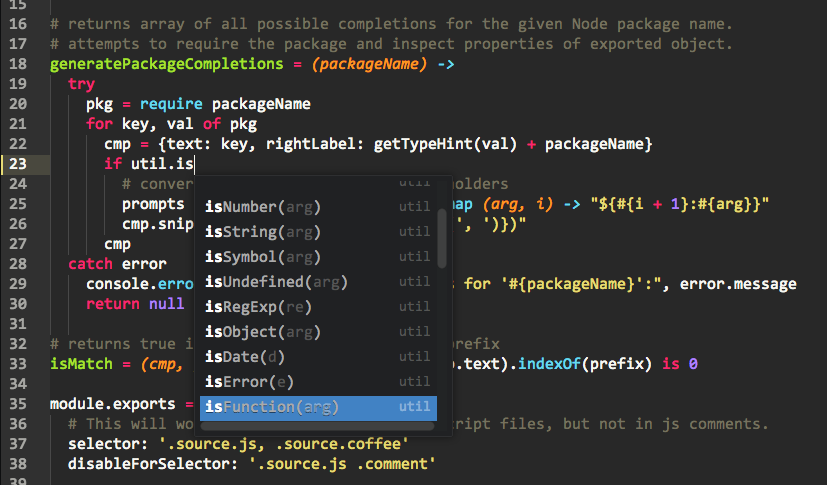 15
16 # returns array of all possible completions for the given Node package name.
17 # attempts to require the package and inspect properties of exported object.
18 generatePackageCompletions = (packageName) ->
19 try
20 pkg = require packageName
21 for key, val of pkg
22 cmp = {text: key, rightLabel: getTypeHint(val) + packageName}
23 if util.is
24 # conver holders
25 prompts ap (arg, i) -> "${#{i + 1}:#{arg}}"
26 cmp.snip ', ')})"
27 cmp
28 catch error
29 console.erro s for '#{packageName}':", error.message
30 return null
31
32 # returns true i prefix
33 isMatch = (cmp, .text).indexOf(prefix) is 0
34
35 module.exports =
36 # This will wo ript files, but not in js comments.
37 selector: '.source.js, .source.coffee'
38 disableForSelector: '.source.js .comment'
39
util
isNumber(arg) util
isString(arg) util
isSymbol(arg) util
isUndefined(arg) util
isRegExp(re) util
isObject(arg) util
isDate(d) util
isError(e) util
isFunction(arg) util